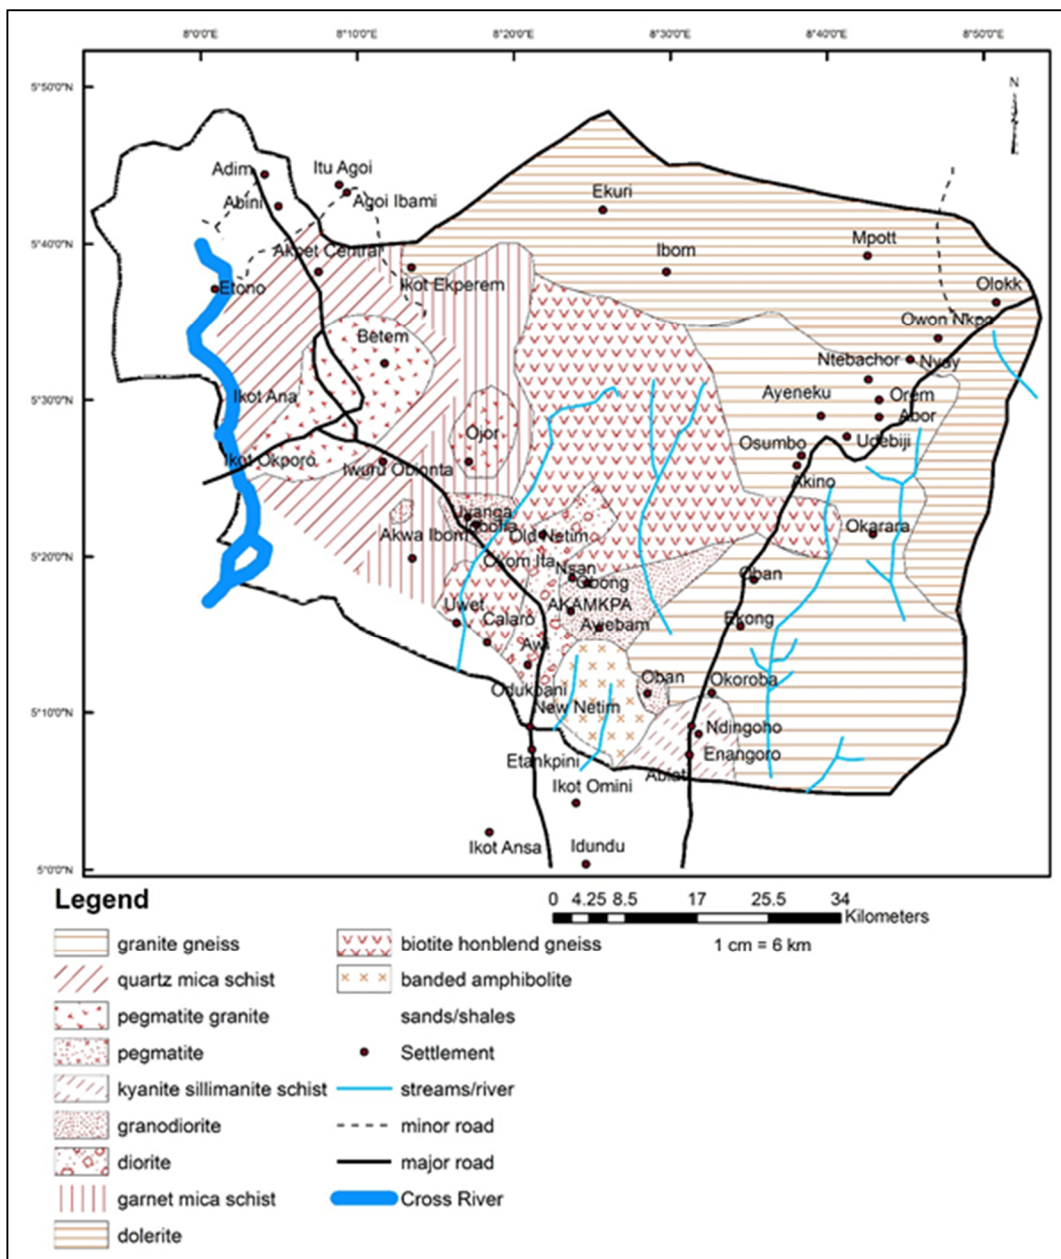 8°0'0"E 8°10'0"E 8°20'0"E 8°30'0"E 8°40'0"E 8°50'0"E
5°50'0"N
N
Adim
Itu Agoi
Abini
Agoi Ibami
Ekuri
5°40'0"N
Akpet Central
Ibom
Mpott
Etono
Ikot Ekperem
Olokk
Owon Nkpo
Betem
Ntebachor
Nyay
5°30'0"N
Ikot Ana
Ayeneku
Orem
Abor
Ojor
Osumbo
Udebiji
Ikot Okporo
Iwuru Obionta
Akino
Akwa Ibom
Old Netim
Okarara
5°20'0"N
Oyom Ita
Nsan
Obong
Oban
Uwet
Calaro
AKAMKPA
Awebam
Ekong
Awi
Odukpani
Oban
Okoroba
5°10'0"N
New Netim
Ndingoho
Etankpini
Enangoro
Abiat
Ikot Omini
Ikot Ansa
Idundu
5°0'0"N
Legend
0 4.25 8.5 17 25.5 34
Kilometers
1 cm = 6 km
granite gneiss
quartz mica schist
pegmatite granite
pegmatite
kyanite sillimanite schist
granodiorite
diorite
garnet mica schist
dolerite
biotite honblend gneiss
banded amphibolite
sands/shales
Settlement
streams/river
minor road
major road
Cross River